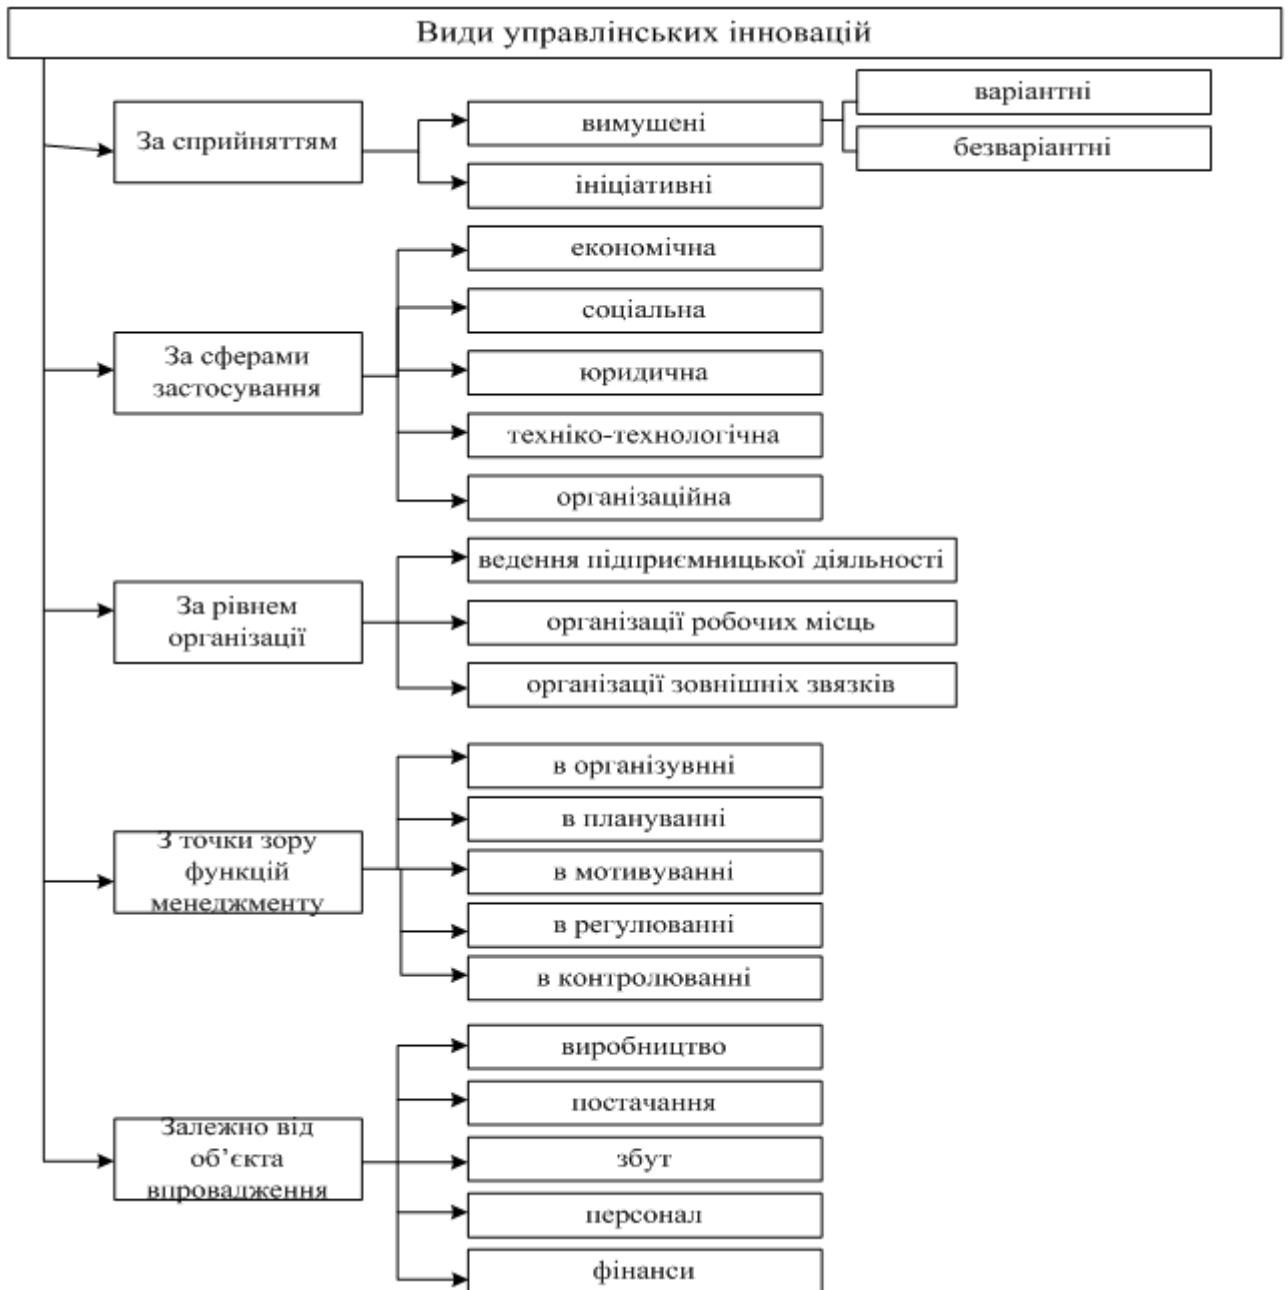 Види управлінських інновацій
За сприйняттям
вимушені
варіантні
безваріантні
ініціативні
За сферами
застосування
економічна
соціальна
юридична
техніко-технологічна
організаційна
За рівнем
організації
ведення підприємницької діяльності
організації робочих місць
організації зовнішніх звязків
З точки зору
функцій
менеджменту
в організувнні
в плануванні
в мотивуванні
в регулюванні
в контролюванні
Залежно від
об’єкта
впровадження
виробництво
постачання
збут
персонал
фінанси